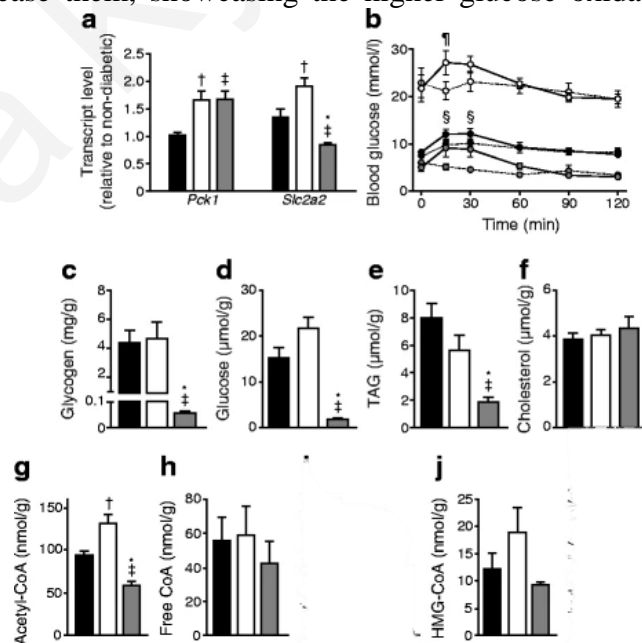 ease them, showeasing the higher glucose oxida
a
Transcript level
(relative to non-diabetic)
2.5
2.0
1.5
1.0
0.5
0
† ‡ † * ‡
Pck1 Slc2a2
b
Blood glucose (mmol/l)
30
20
10
0
¶
§ §
0 30 60 90 120
Time (min)
c
Glycogen (mg/g)
6
4
2
0.1
0
* ‡
d
Glucose (µmol/g)
30
20
10
0
* ‡
e
TAG (µmol/g)
10
8
6
4
2
0
* ‡
f
Cholesterol (µmol/g)
6
4
2
0
g
Acetyl-CoA (nmol/g)
150
100
50
0
† * ‡
h
Free CoA (nmol/g)
80
60
40
20
0
j
HMG-CoA (nmol/g)
25
20
15
10
5
0